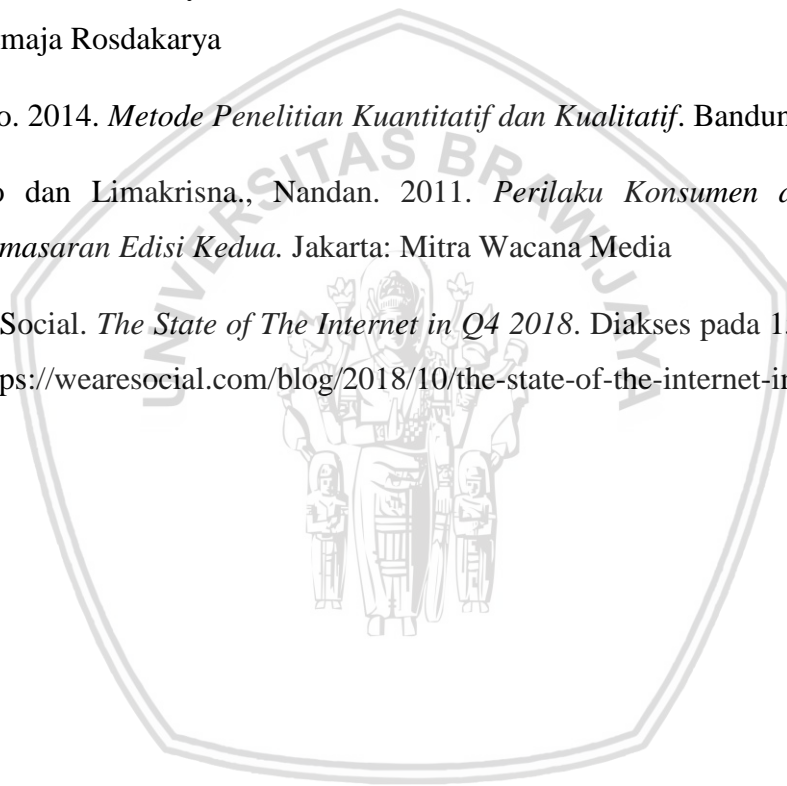 maja Rosdakarya
o. 2014. Metode Penelitian Kuantitatif dan Kualitatif. Bandun
dan Limakrisna., Nandan. 2011. Perilaku Konsumen
masaran Edisi Kedua. Jakarta: Mitra Wacana Media
Social. The State of The Internet in Q4 2018. Diakses pada 1
ps://wearesocial.com/blog/2018/10/the-state-of-the-internet-in
UNIVERSITAS BRAWIJAYA